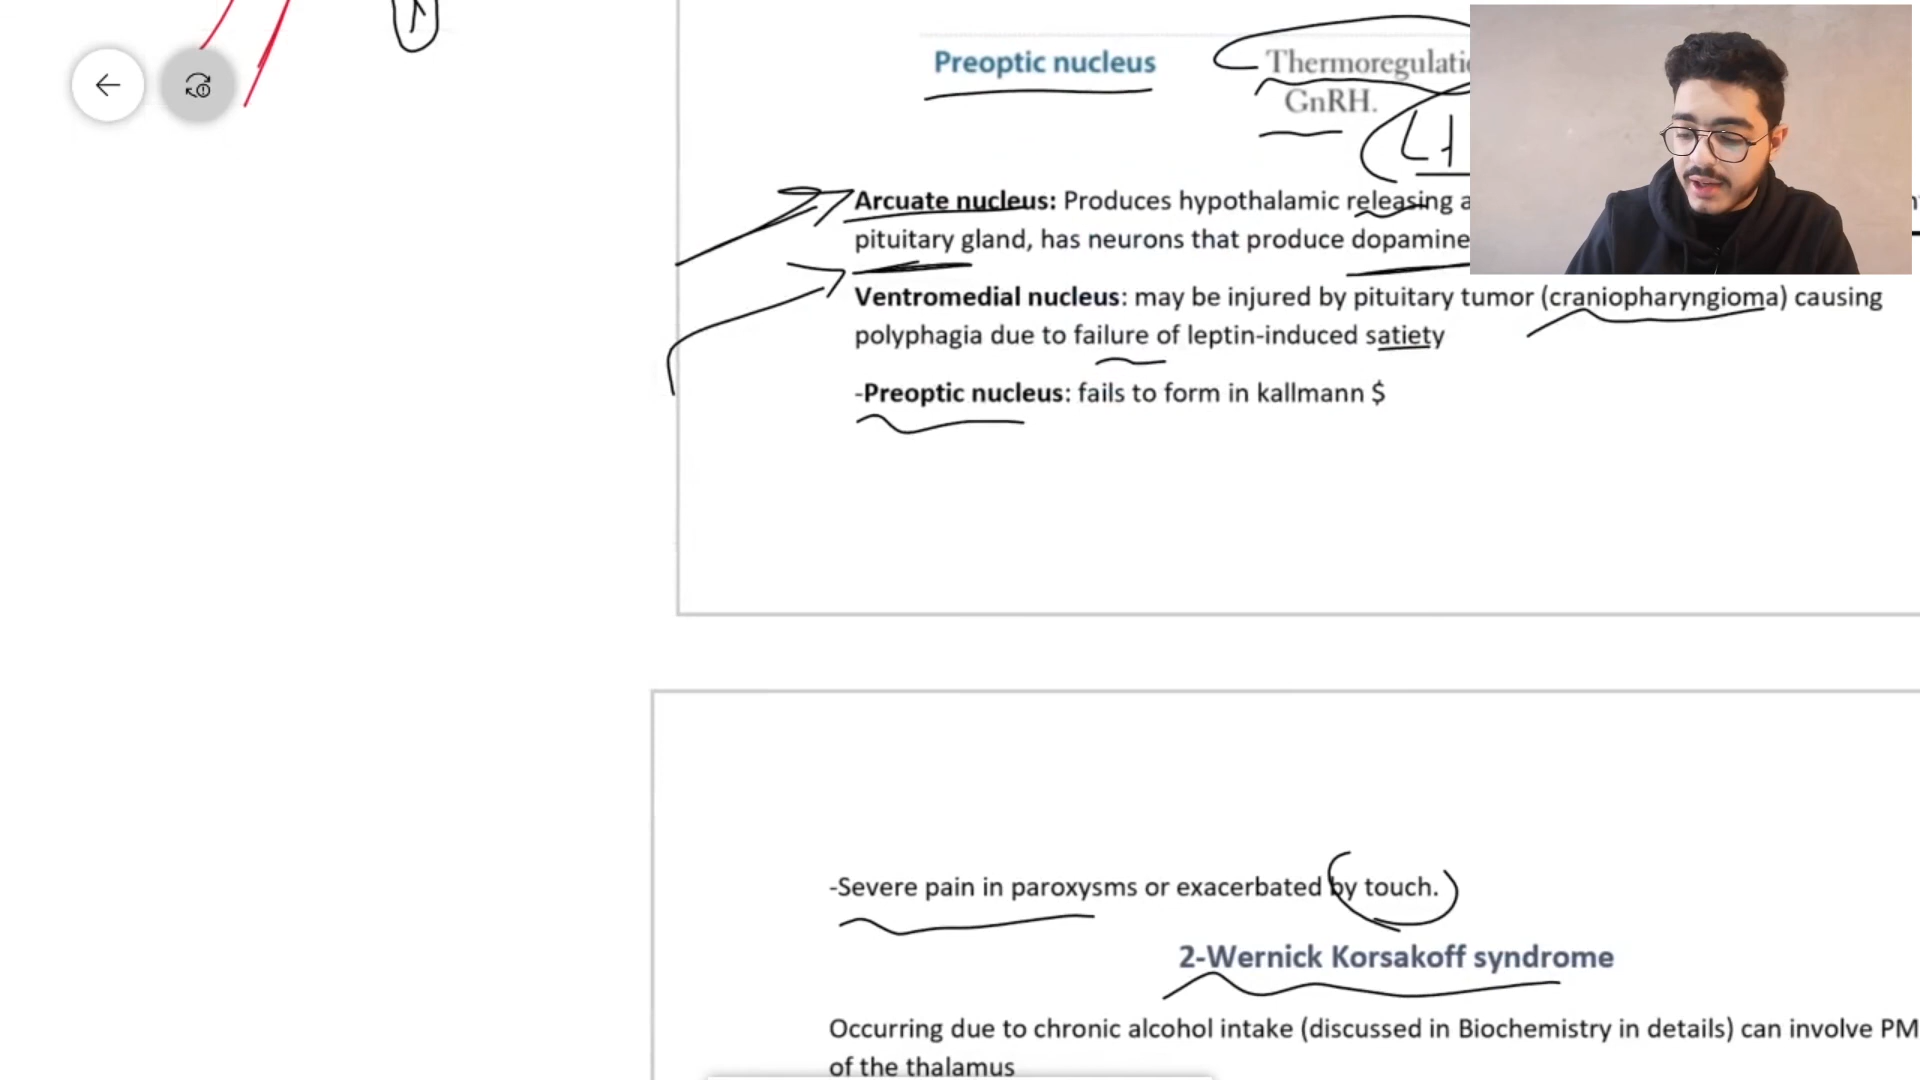 Preoptic nucleus
Thermoregulati
GnRH.
LH
Arcuate nucleus: Produces hypothalamic releasing a
pituitary gland, has neurons that produce dopamine
Ventromedial nucleus: may be injured by pituitary tumor (craniopharyngioma) causing
polyphagia due to failure of leptin-induced satiety
-Preoptic nucleus: fails to form in kallmann $
-Severe pain in paroxysms or exacerbated by touch.
2-Wernick Korsakoff syndrome
Occurring due to chronic alcohol intake (discussed in Biochemistry in details) can involve PM
of the thalamus